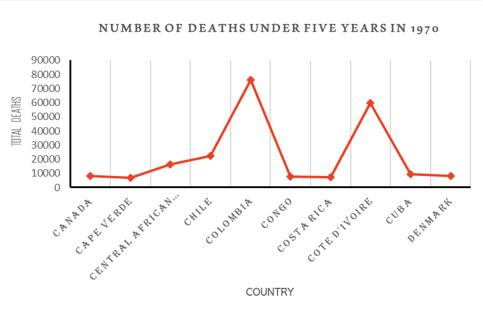 NUMBER OF DEATHS UNDER FIVE YEARS IN 1970
TOTAL DEATHS
90000
80000
70000
60000
50000
40000
30000
20000
10000
0
CANADA
CAPE VERDE
CENTRAL AFRICAN...
CHILE
COLOMBIA
CONGO
COSTA RICA
COTE D'IVOIRE
CUBA
DENMARK
COUNTRY